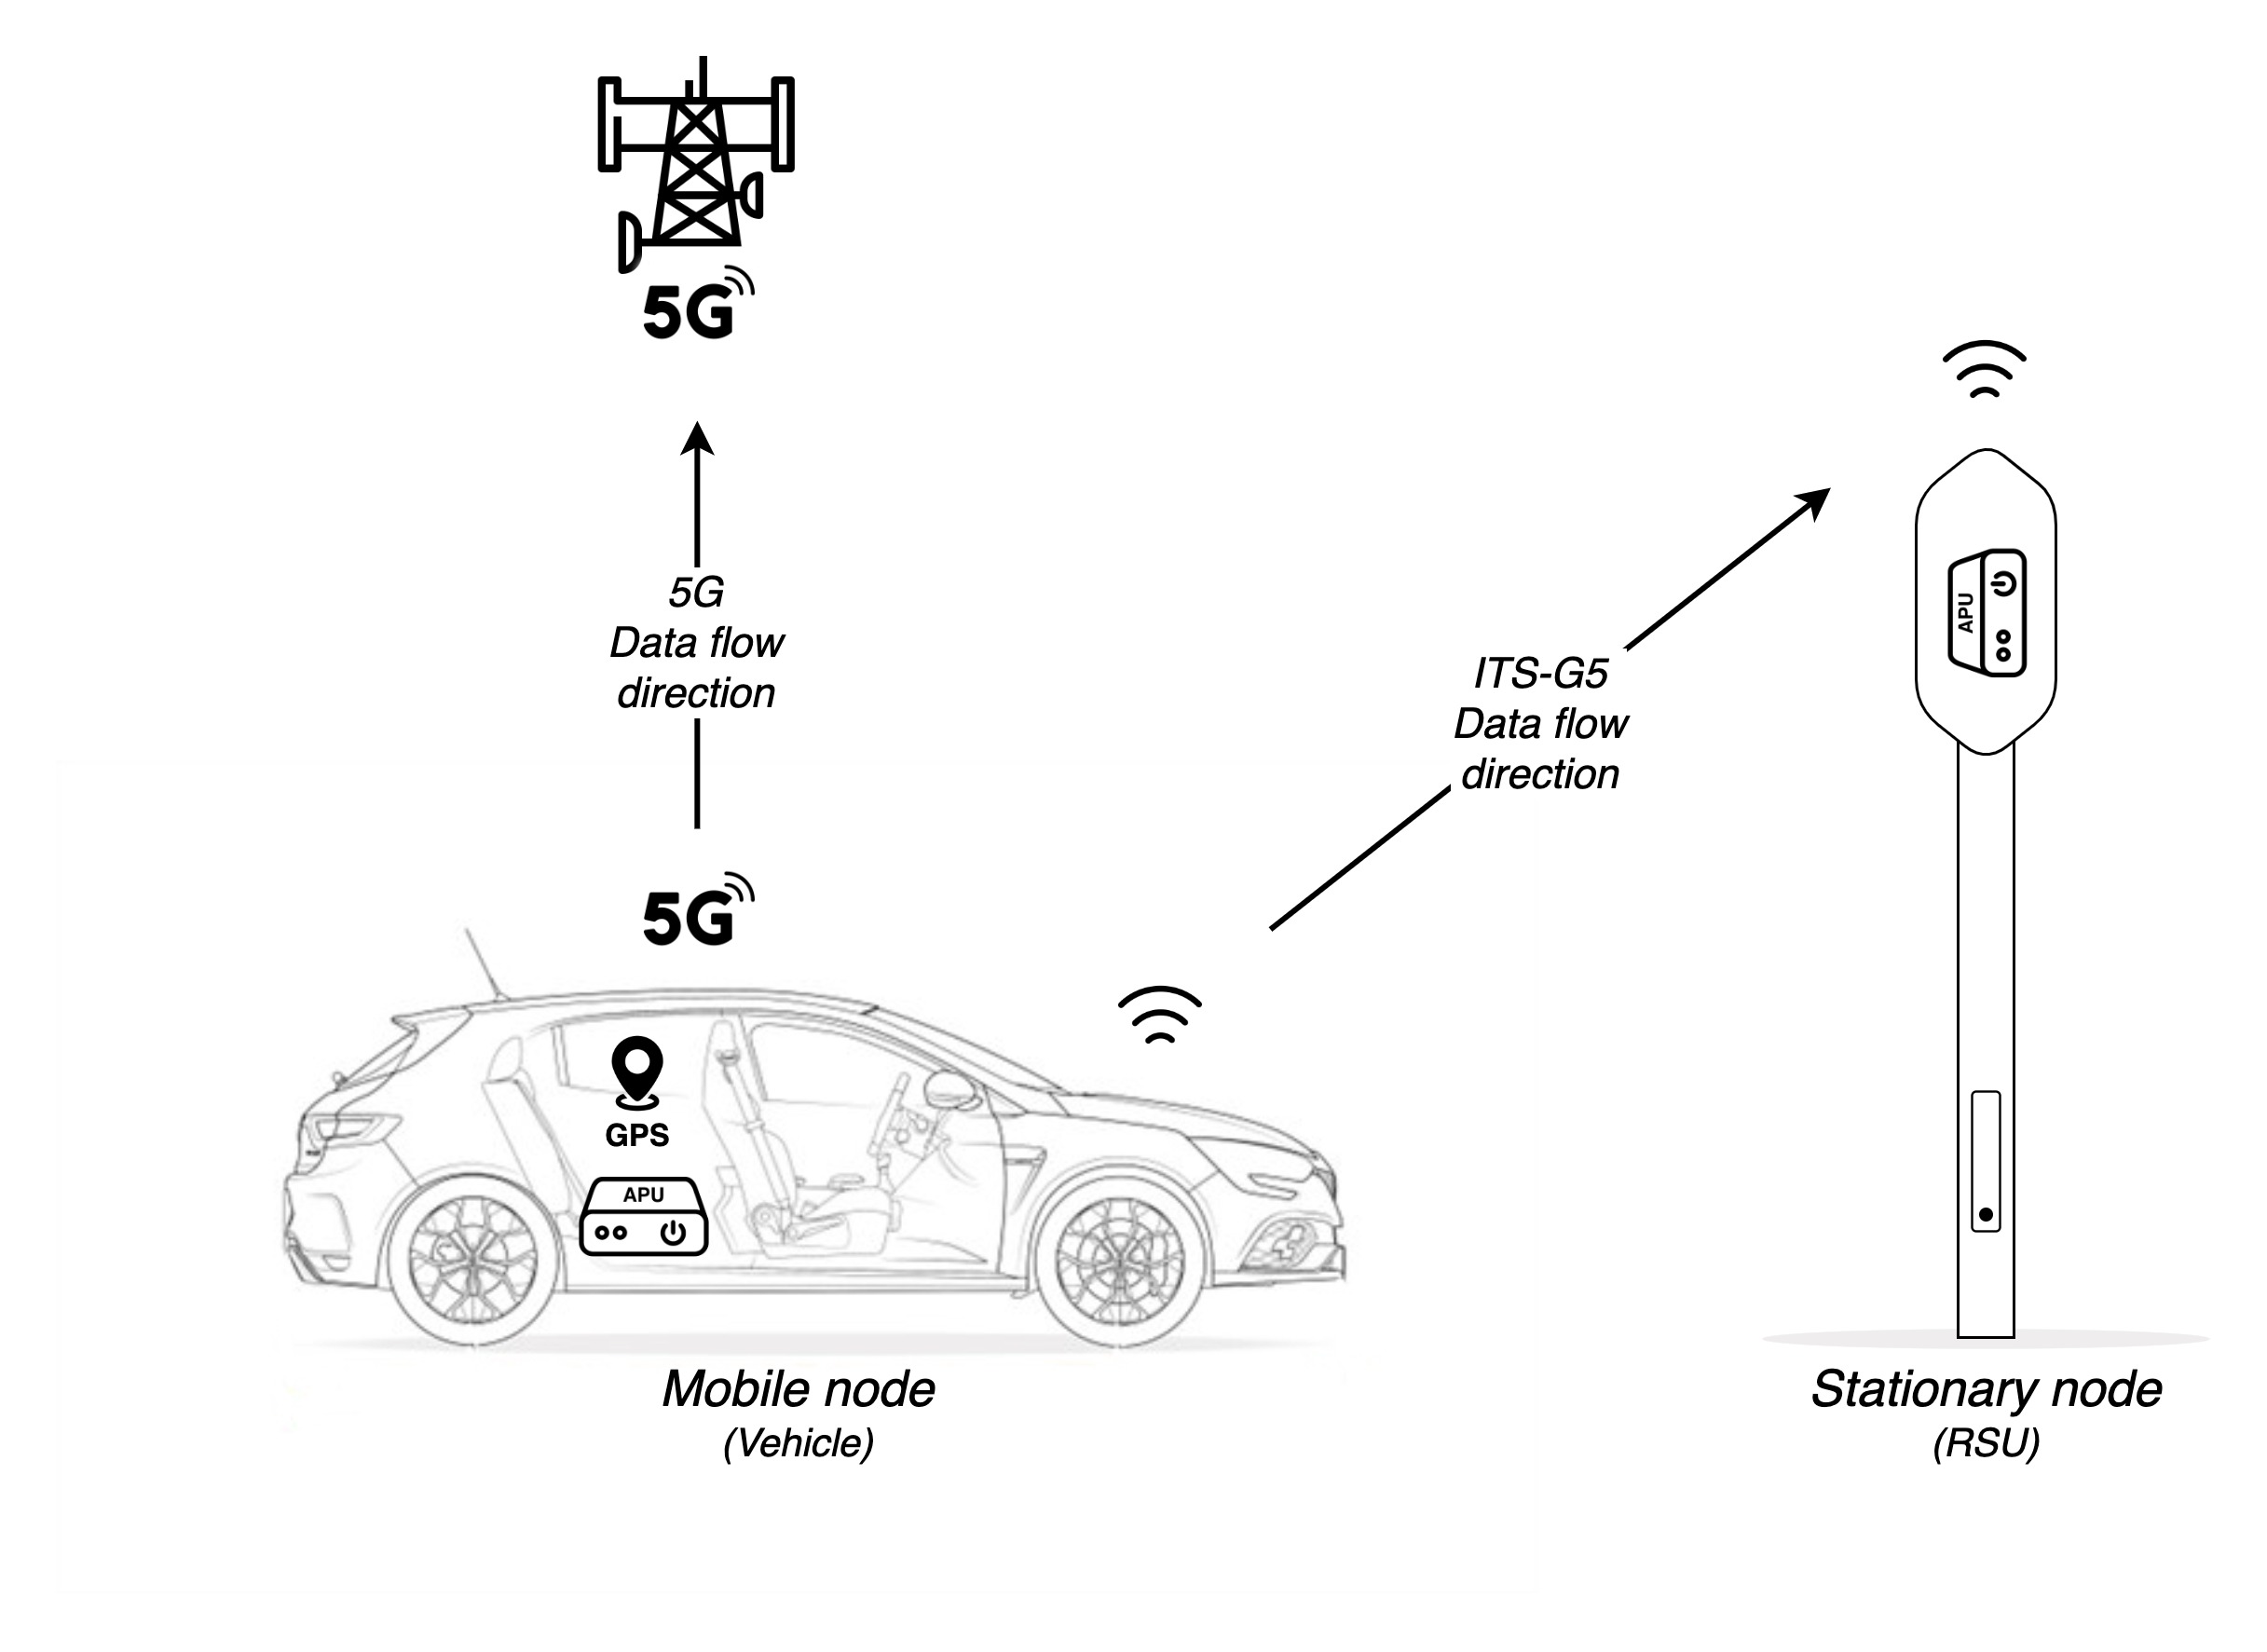 5G
5G
Data flow
direction
ITS-G5
Data flow
direction
APU
5G
GPS
APU
Mobile node
(Vehicle)
Stationary node
(RSU)